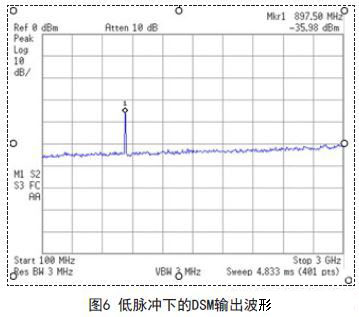 Mkr1 897.50 MHz
Ref 0 dBm Atten 10 dB -35.98 dBm
Peak
Log
10
dB/
1
M1 S2
S3 FC
AA
Start 100 MHz Stop 3 GHz
Res BW 3 MHz VBW 3 MHz Sweep 4.833 ms (401 pts)
图6 低脉冲下的DSM输出波形